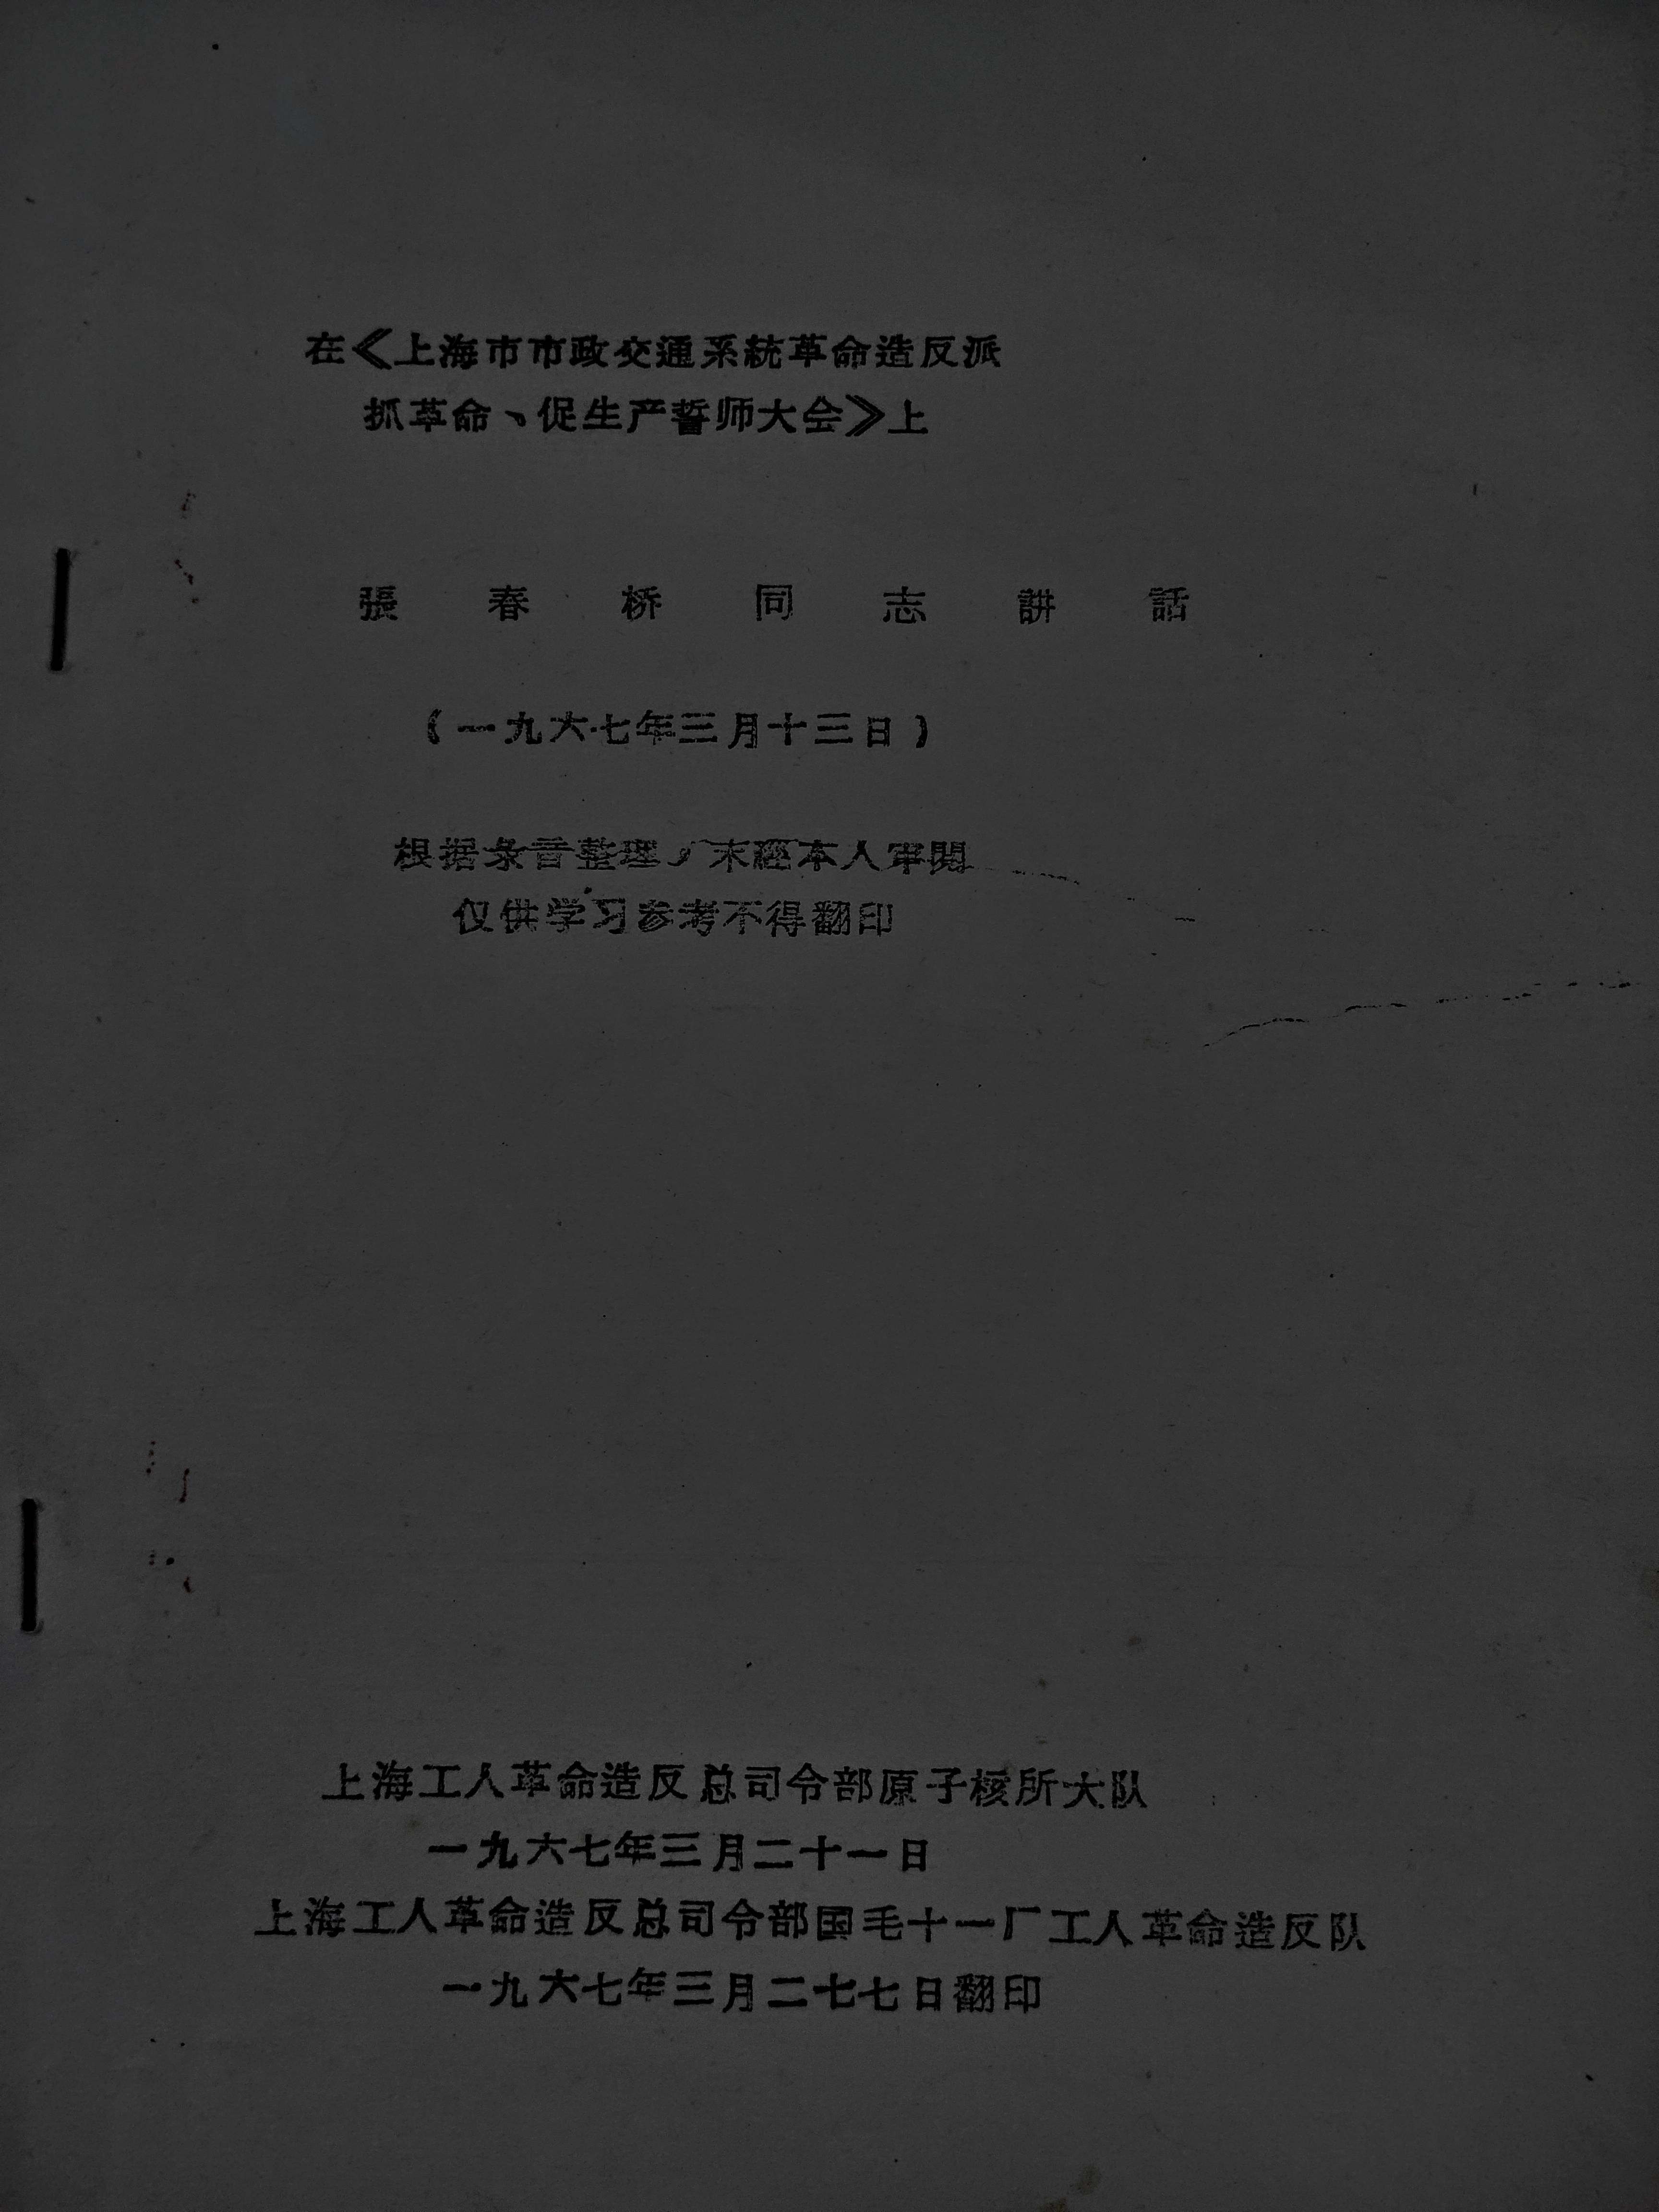 在《上海市市政交通系統革命造反派
抓革命、促生产誓师大会》上
張春桥同志講話
(一九六七年三月十三日)
根据录音整理，末經本人审閱
仅供学习参考不得翻印
上海工人革命造反总司令部原子核所大队
一九六七年三月二十一日
上海工人革命造反总司令部国毛十一厂工人革命造反队
一九六七年三月二七七日翻印